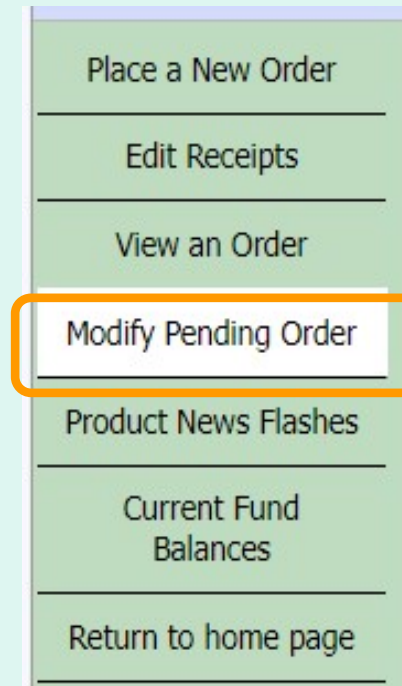 Place a New Order
Edit Receipts
View an Order
Modify Pending Order
Product News Flashes
Current Fund
Balances
Return to home page